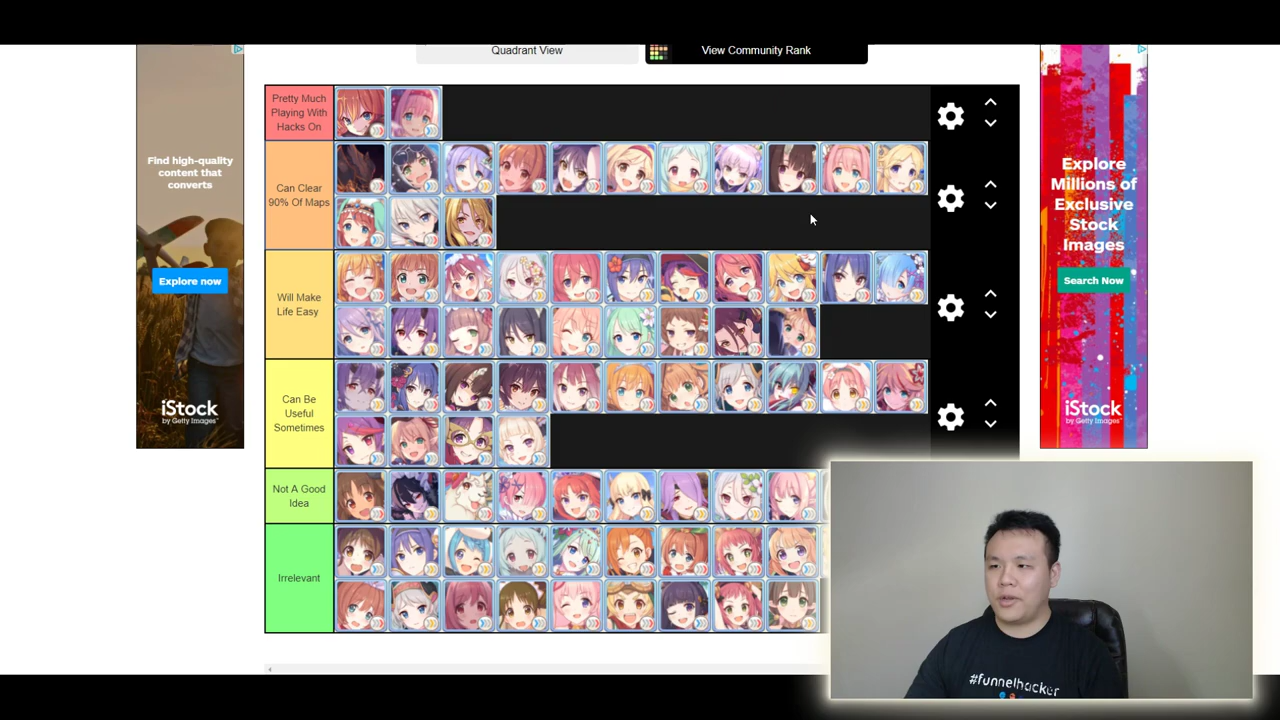 Quadrant View
View Community Rank
Find high-quality
content that
converts
Explore now
iStock
by Getty Images™
Pretty Much
Playing With
Hacks On
Can Clear
90% Of Maps
Will Make
Life Easy
Can Be
Useful
Sometimes
Not A Good
Idea
Irrelevant
Explore
Millions of
Exclusive
Stock
Images
Search Now
iStock
by Getty Images™
#funnelhacker